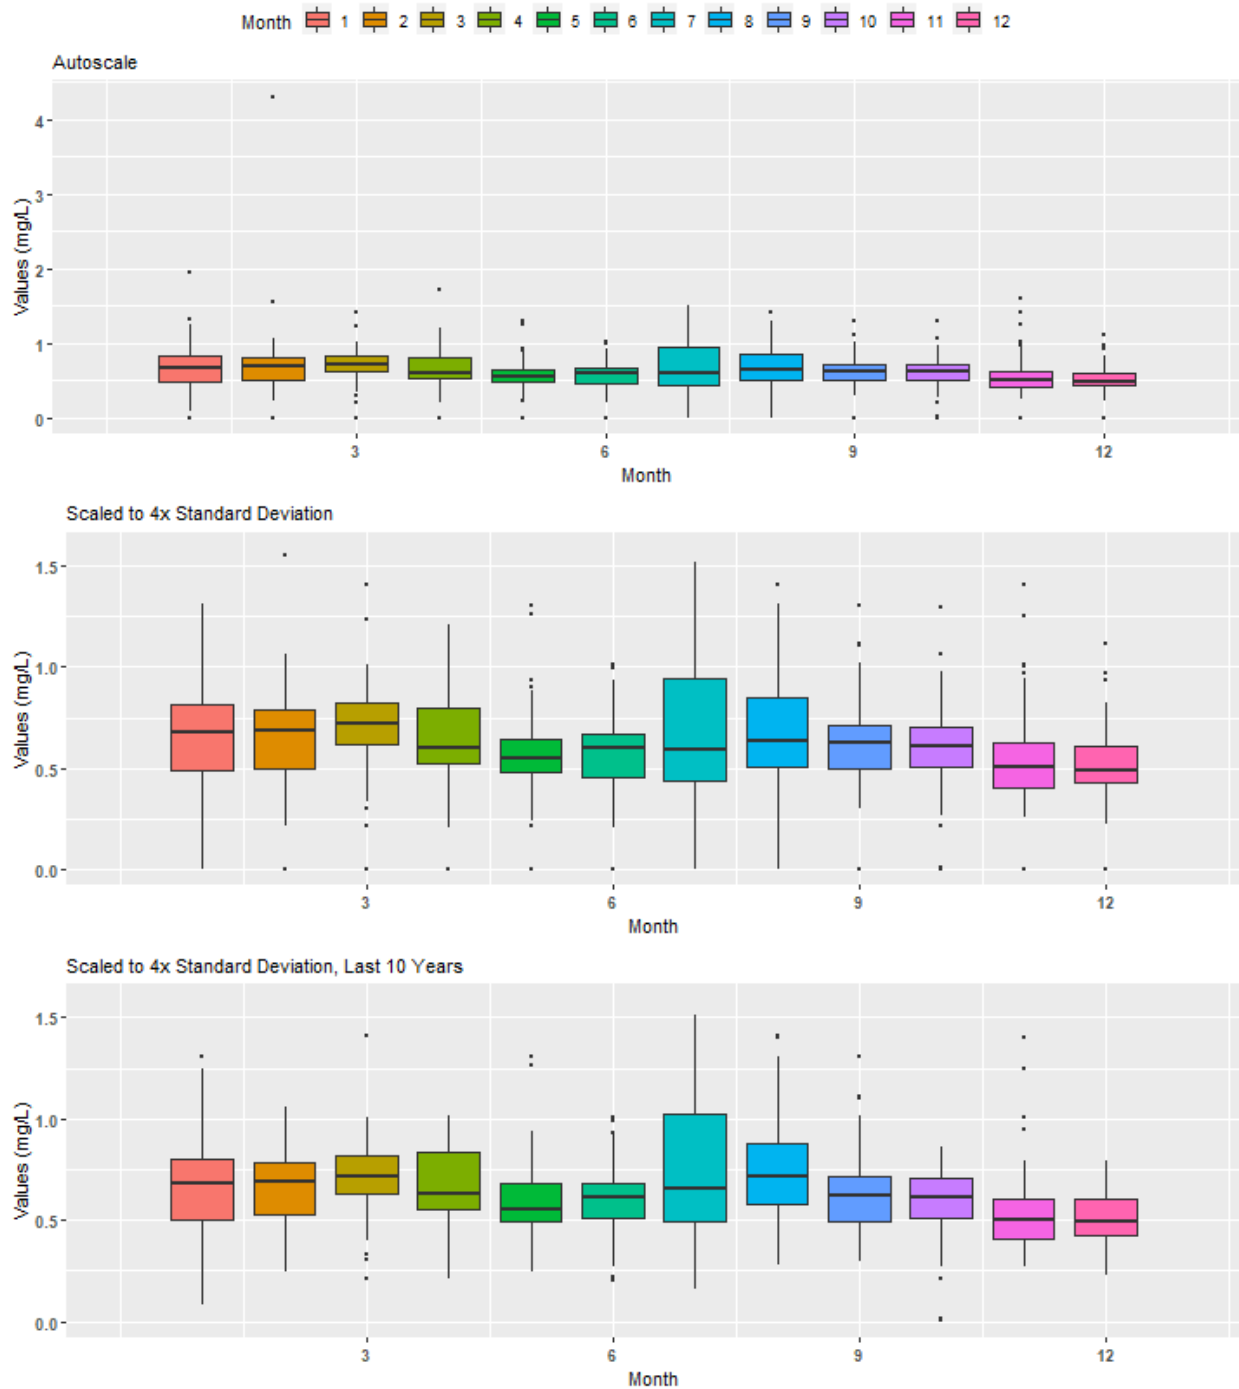 Month 1 2 3 4 5 6 7 8 9 10 11 12
Autoscale
Values (mg/L)
4
3
2
1
0
3 6 9 12
Month
Scaled to 4x Standard Deviation
Values (mg/L)
1.5
1.0
0.5
0.0
3 6 9 12
Month
Scaled to 4x Standard Deviation, Last 10 Years
Values (mg/L)
1.5
1.0
0.5
0.0
3 6 9 12
Month